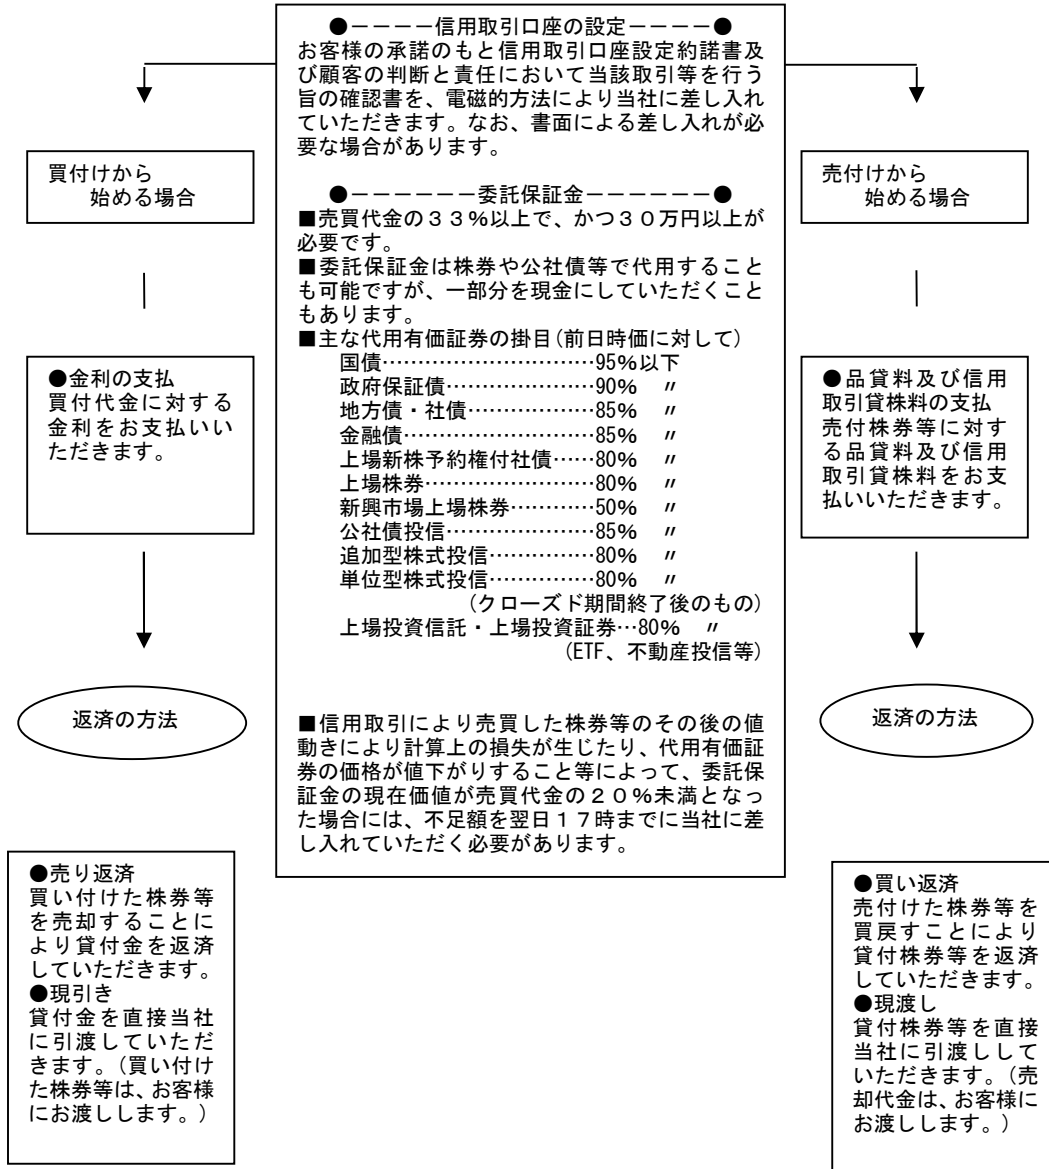 ●－－－－信用取引口座の設定－－－－●
お客様の承諾のもと信用取引口座設定約諾書及
び顧客の判断と責任において当該取引等を行う
旨の確認書を、電磁的方法により当社に差し入れ
ていただきます。なお、書面による差し入れが必
要な場合があります。
●－－－－－－委託保証金－－－－－－●
■売買代金の３３％以上で、かつ３０万円以上が
必要です。
■委託保証金は株券や公社債等で代用すること
も可能ですが、一部分を現金にしていただくこと
もあります。
■主な代用有価証券の掛目(前日時価に対して)
国債…………………………95%以下
政府保証債…………………90% 〃
地方債・社債………………85% 〃
金融債………………………85% 〃
上場新株予約権付社債……80% 〃
上場株券……………………80% 〃
新興市場上場株券…………50% 〃
公社債投信…………………85% 〃
追加型株式投信……………80% 〃
単位型株式投信……………80% 〃
(クローズド期間終了後のもの)
上場投資信託・上場投資証券…80% 〃
(ETF、不動産投信等)
■信用取引により売買した株券等のその後の値
動きにより計算上の損失が生じたり、代用有価証
券の価格が値下がりすること等によって、委託保
証金の現在価値が売買代金の２０％未満となっ
た場合には、不足額を翌日１７時までに当社に差
し入れていただく必要があります。
買付けから
始める場合
●金利の支払
買付代金に対する
金利をお支払いい
ただきます。
返済の方法
●売り返済
買い付けた株券等
を売却することに
より貸付金を返済
していただきます。
●現引き
貸付金を直接当社
に引渡していただ
きます。(買い付け
た株券等は、お客様
にお渡しします。)
売付けから
始める場合
●品貸料及び信用
取引貸株料の支払
売付株券等に対す
る品貸料及び信用
取引貸株料をお支
払いいただきます。
返済の方法
●買い返済
売付けた株券等を
買戻すことにより
貸付株券等を返済
していただきます。
●現渡し
貸付株券等を直接
当社に引渡しして
いただきます。(売
却代金は、お客様に
お渡しします。)